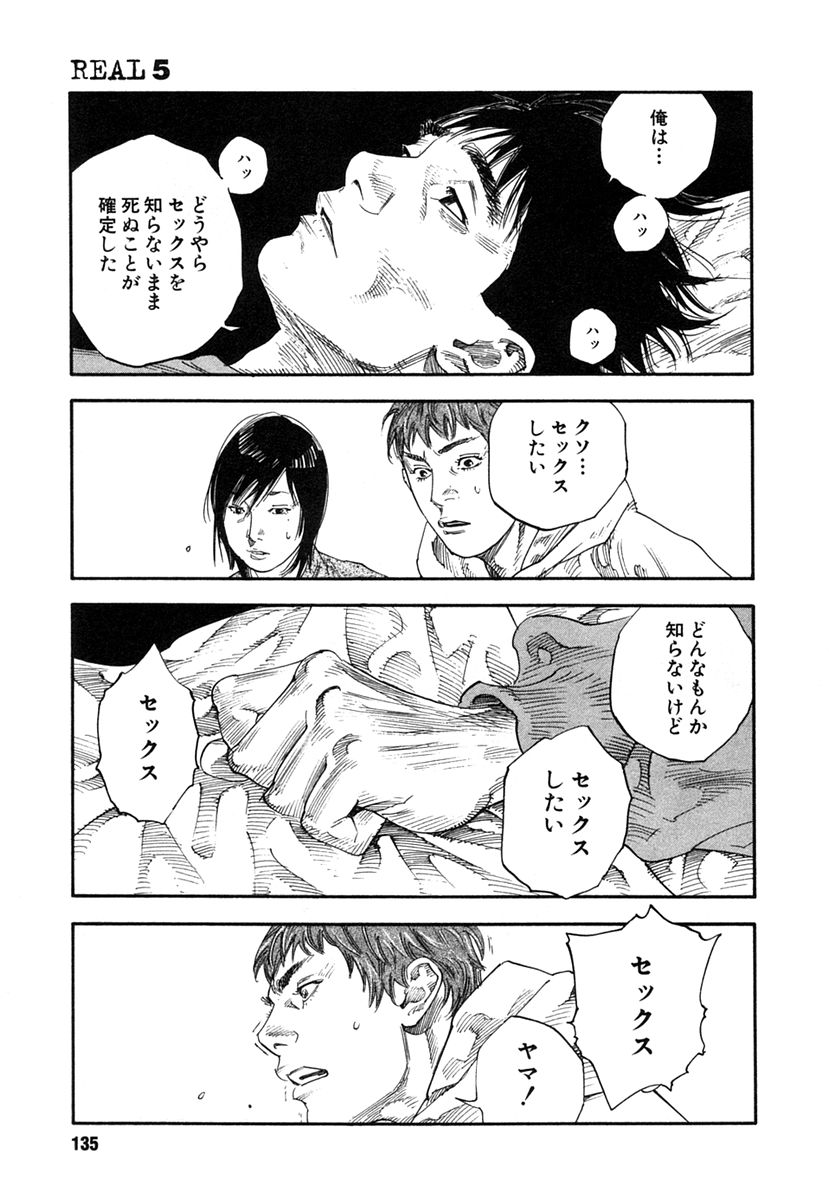 REAL 5
俺は…
ハッ
ハッ
ハッ
どうやら
セックスを
知らないまま
死ぬことが
確定した
クソ…
セックス
したい
どんなもんか
知らないけど
セックス
したい
セックス
セックス
ヤマ!
135